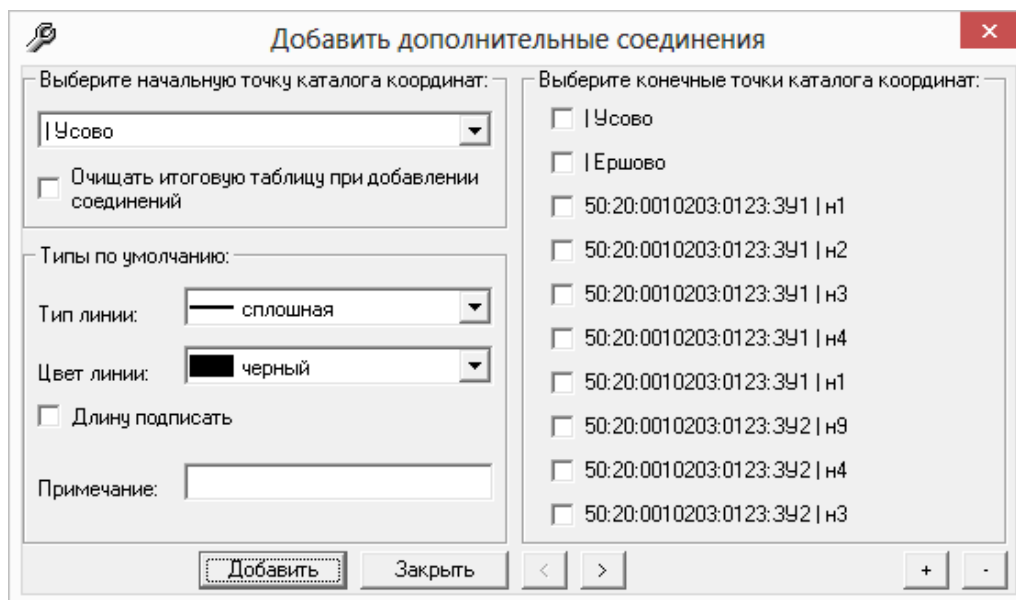 Добавить дополнительные соединения
Выберите начальную точку каталога координат:
| Усово
Очищать итоговую таблицу при добавлении
соединений
Типы по умолчанию:
Тип линии:
сплошная
Цвет линии:
черный
Длину подписать
Примечание:
Добавить
Закрыть
Выберите конечные точки каталога координат:
| Усово
| Ершово
50:20:0010203:0123:ЗУ1 | н1
50:20:0010203:0123:ЗУ1 | н2
50:20:0010203:0123:ЗУ1 | н3
50:20:0010203:0123:ЗУ1 | н4
50:20:0010203:0123:ЗУ1 | н1
50:20:0010203:0123:ЗУ2 | н9
50:20:0010203:0123:ЗУ2 | н4
50:20:0010203:0123:ЗУ2 | н3
< > + -